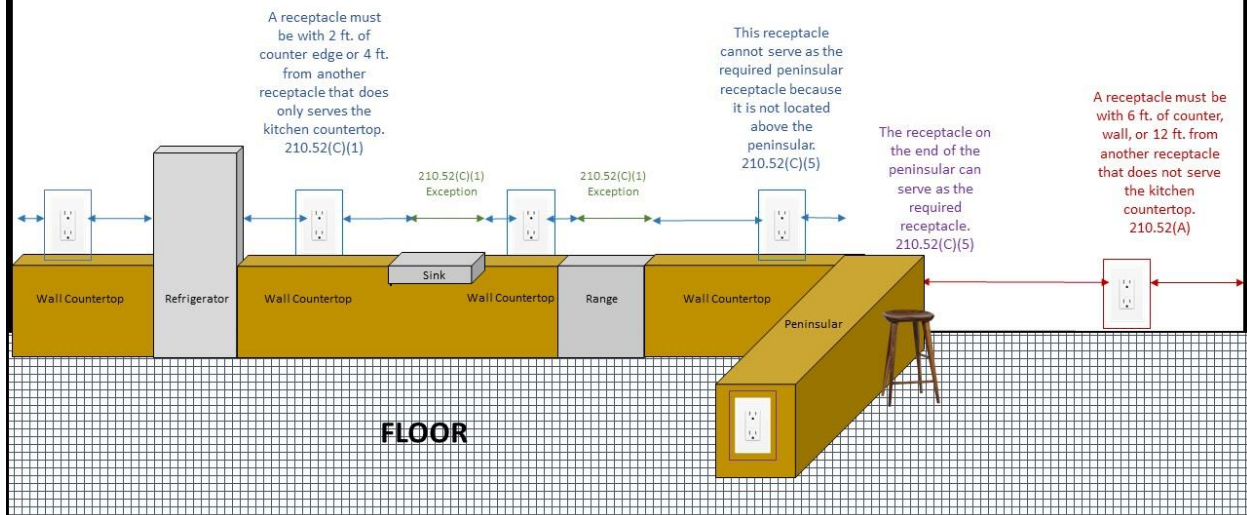 A receptacle must
be with 2 ft. of
counter edge or 4 ft.
from another
receptacle that does
only serves the
kitchen countertop.
210.52(C)(1)
210.52(C)(1)
Exception
210.52(C)(1)
Exception
This receptacle
cannot serve as the
required peninsular
receptacle because
it is not located
above the
peninsular.
210.52(C)(5)
The receptacle on
the end of the
peninsular can
serve as the
required
receptacle.
210.52(C)(5)
A receptacle must be
with 6 ft. of counter,
wall, or 12 ft. from
another receptacle
that does not serve
the kitchen
countertop.
210.52(A)
Wall Countertop
Refrigerator
Wall Countertop
Sink
Wall Countertop
Range
Wall Countertop
Peninsular
FLOOR